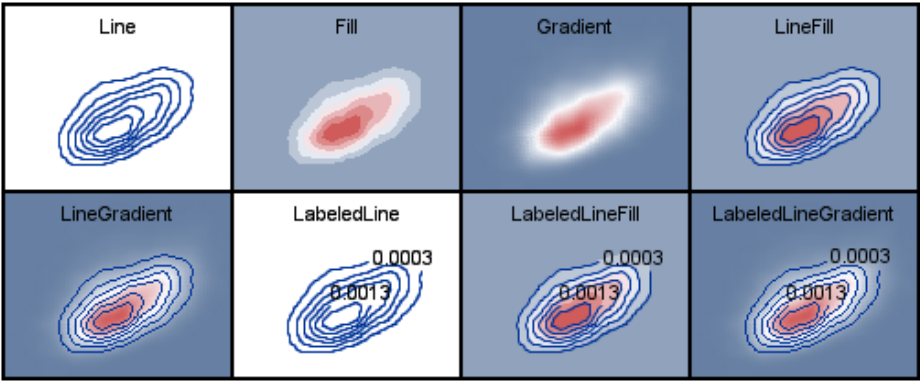 Line
Fill
Gradient
LineFill
LineGradient
LabeledLine
0.0003
0.0013
LabeledLineFill
0.0003
0.0013
LabeledLineGradient
0.0003
0.0013